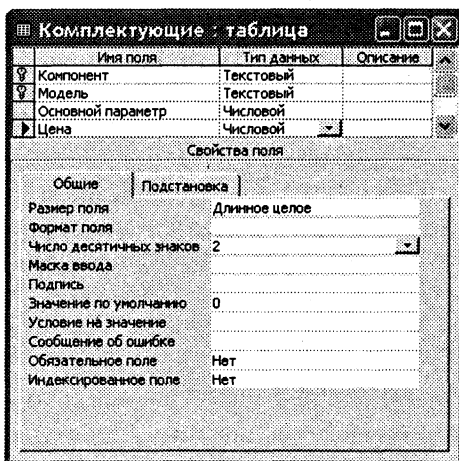 Комплектующие : таблица
Имя поля Тип данных Описание
Компонент Текстовый
Модель Текстовый
Основной параметр Числовой
Цена Числовой
Свойства поля
Общие Подстановка
Размер поля Длинное целое
Формат поля
Число десятичных знаков 2
Маска ввода
Подпись
Значение по умолчанию 0
Условие на значение
Сообщение об ошибке
Обязательное поле Нет
Индексированное поле Нет